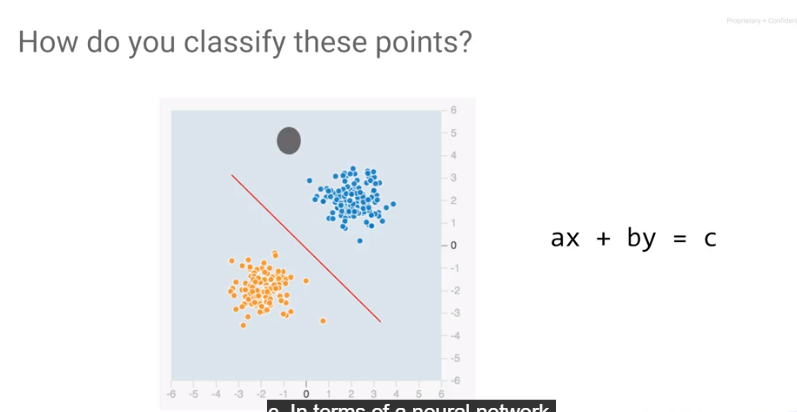 Proprietary + Confiden
How do you classify these points?
6
5
4
3
2
1
0
-1
-2
-3
-4
-5
-6
ax + by = c
-6 -5 -4 -3 -2 -1 0 1 2 3 4 5 6
c. In terms of a neural network